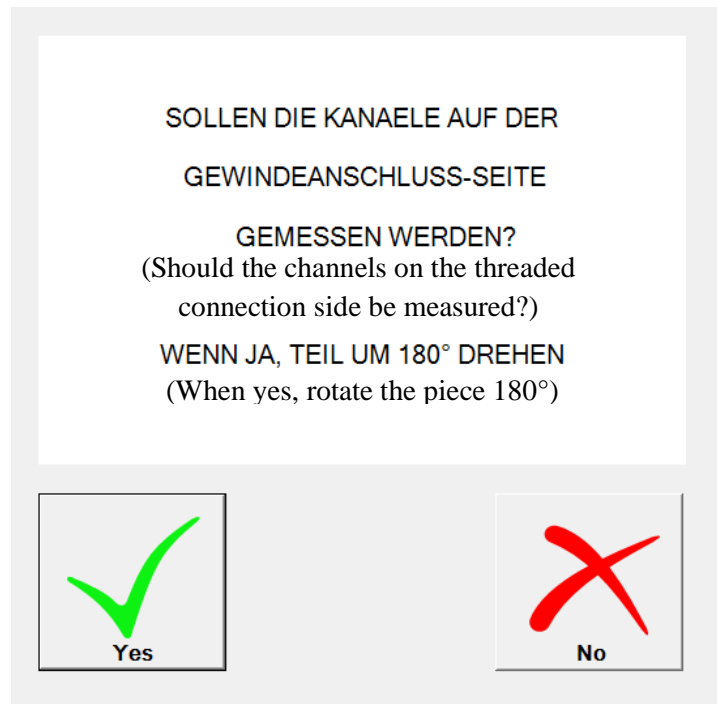 SOLLEN DIE KANAELE AUF DER
GEWINDEANSCHLUSS-SEITE
GEMESSEN WERDEN?
(Should the channels on the threaded
connection side be measured?)
WENN JA, TEIL UM 180° DREHEN
(When yes, rotate the piece 180°)
Yes
No